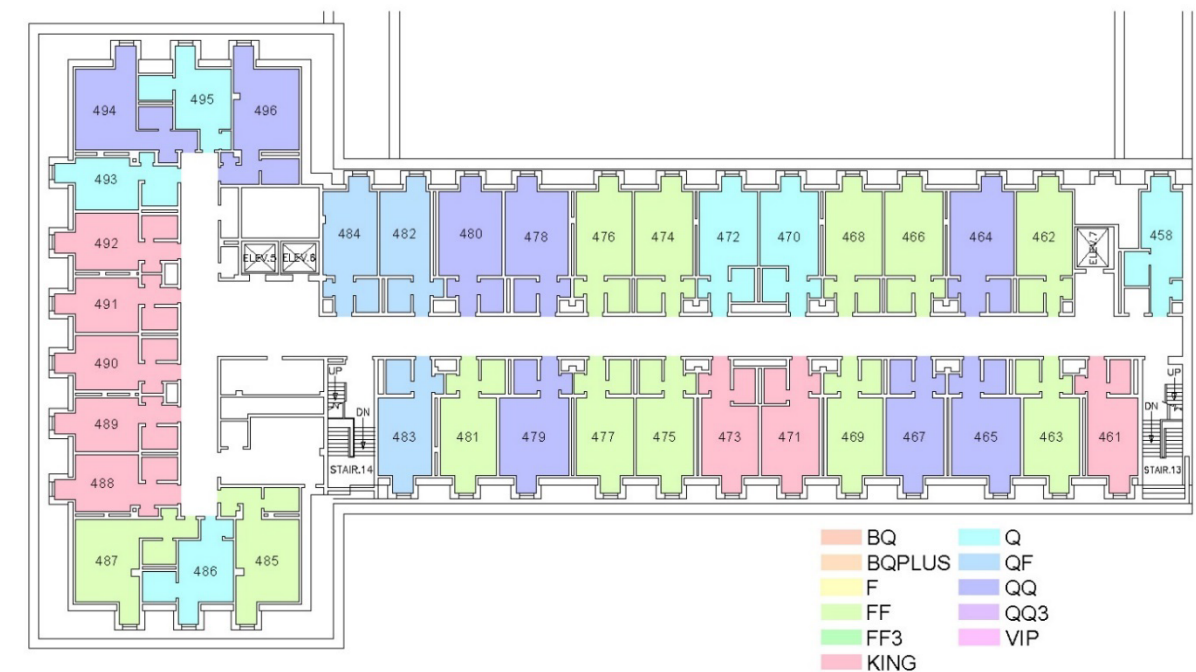 495
494
496
493
492
491
490
489
488
487
486
485
ELEV.5
ELEV.6
484
482
480
478
476
474
472
470
468
466
464
462
ELEV.7
458
UP
DN
STAIR.14
483
481
479
477
475
473
471
469
467
465
463
461
UP
DN
STAIR.13
BQ
BQPLUS
F
FF
FF3
KING
Q
QF
QQ
QQ3
VIP